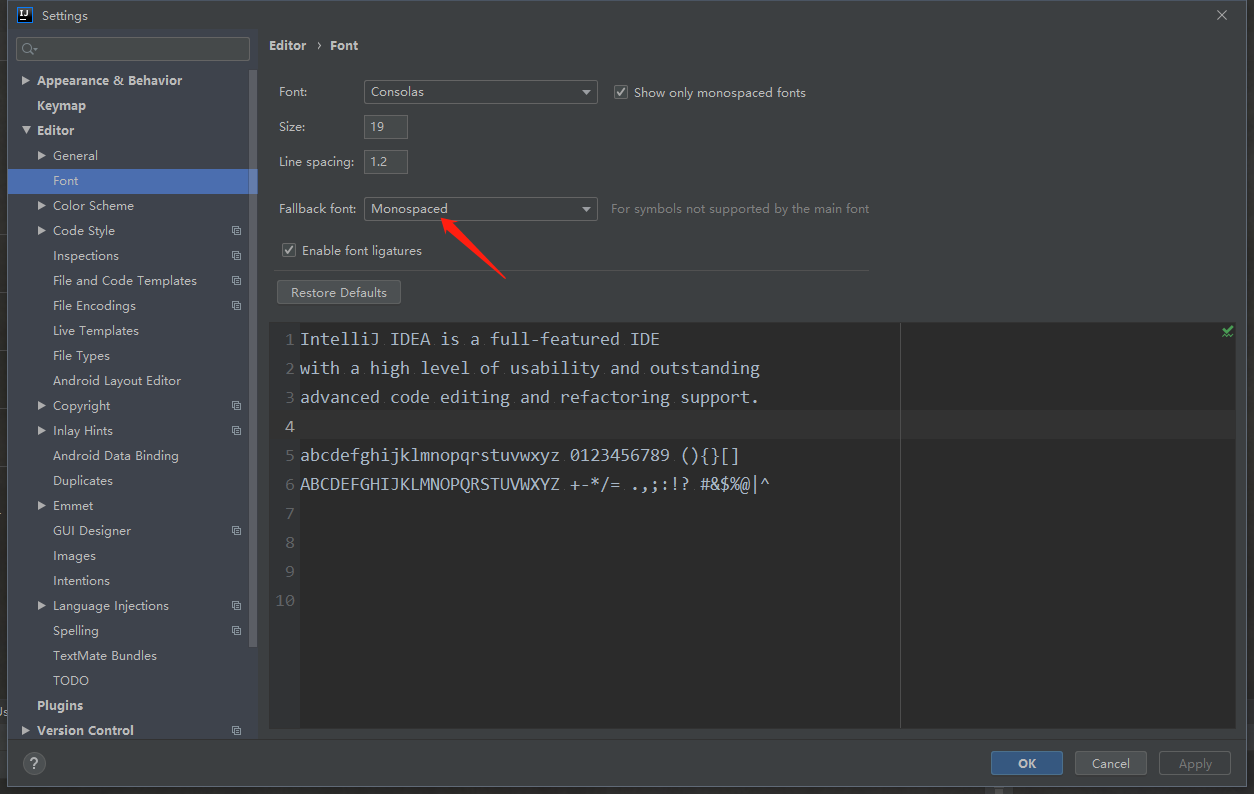 IJ Settings
Editor › Font
Appearance & Behavior
Keymap
Editor
General
Font
Color Scheme
Code Style
Inspections
File and Code Templates
File Encodings
Live Templates
File Types
Android Layout Editor
Copyright
Inlay Hints
Android Data Binding
Duplicates
Emmet
GUI Designer
Images
Intentions
Language Injections
Spelling
TextMate Bundles
TODO
Plugins
Version Control
Font: Consolas Show only monospaced fonts
Size: 19
Line spacing: 1.2
Fallback font: Monospaced For symbols not supported by the main font
Enable font ligatures
Restore Defaults
1 IntelliJ IDEA is a full-featured IDE
2 with a high level of usability and outstanding
3 advanced code editing and refactoring support.
4
5 abcdefghijklmnopqrstuvwxyz 0123456789 (){}[]
6 ABCDEFGHIJKLMNOPQRSTUVWXYZ +-*/= .,;:!? #&$%@|^
7
8
9
10
? OK Cancel Apply